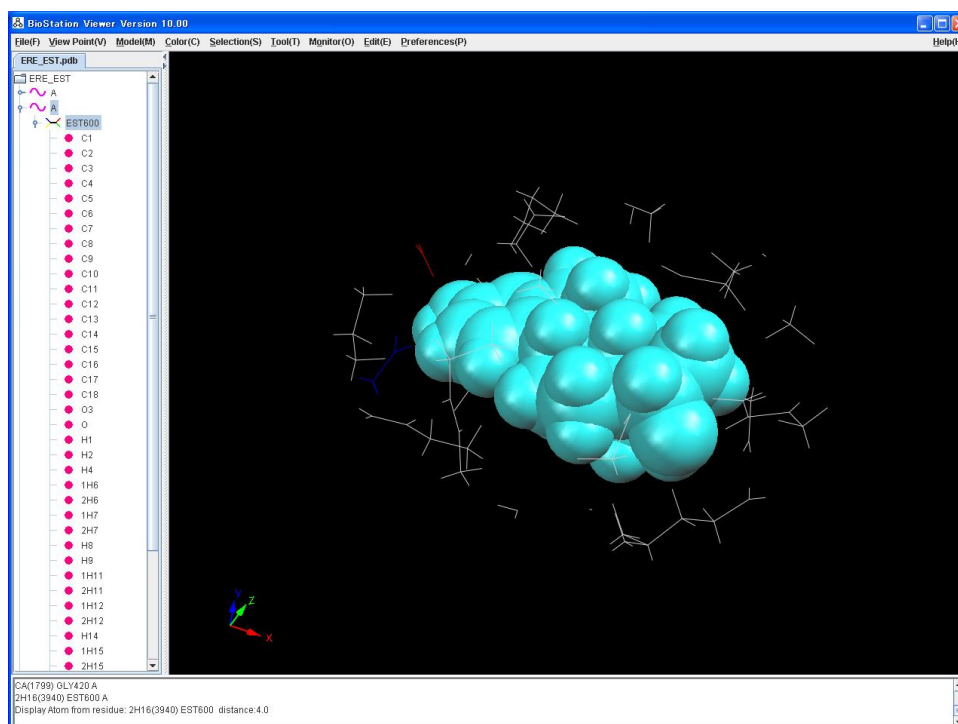 BioStation Viewer Version 10.00
File(F) View Point(V) Model(M) Color(C) Selection(S) Tool(T) Monitor(O) Edit(E) Preferences(P)
ERE_EST.pdb
ERE_EST
A
A
EST600
C1
C2
C3
C4
C5
C6
C7
C8
C9
C10
C11
C12
C13
C14
C15
C16
C17
C18
O3
O
H1
H2
H4
1H6
2H6
1H7
2H7
H8
H9
1H11
2H11
1H12
2H12
H14
1H15
2H15
Y
Z
X
CA(1799) GLY420 A
2H16(3940) EST600 A
Display Atom from residue: 2H16(3940) EST600 distance:4.0